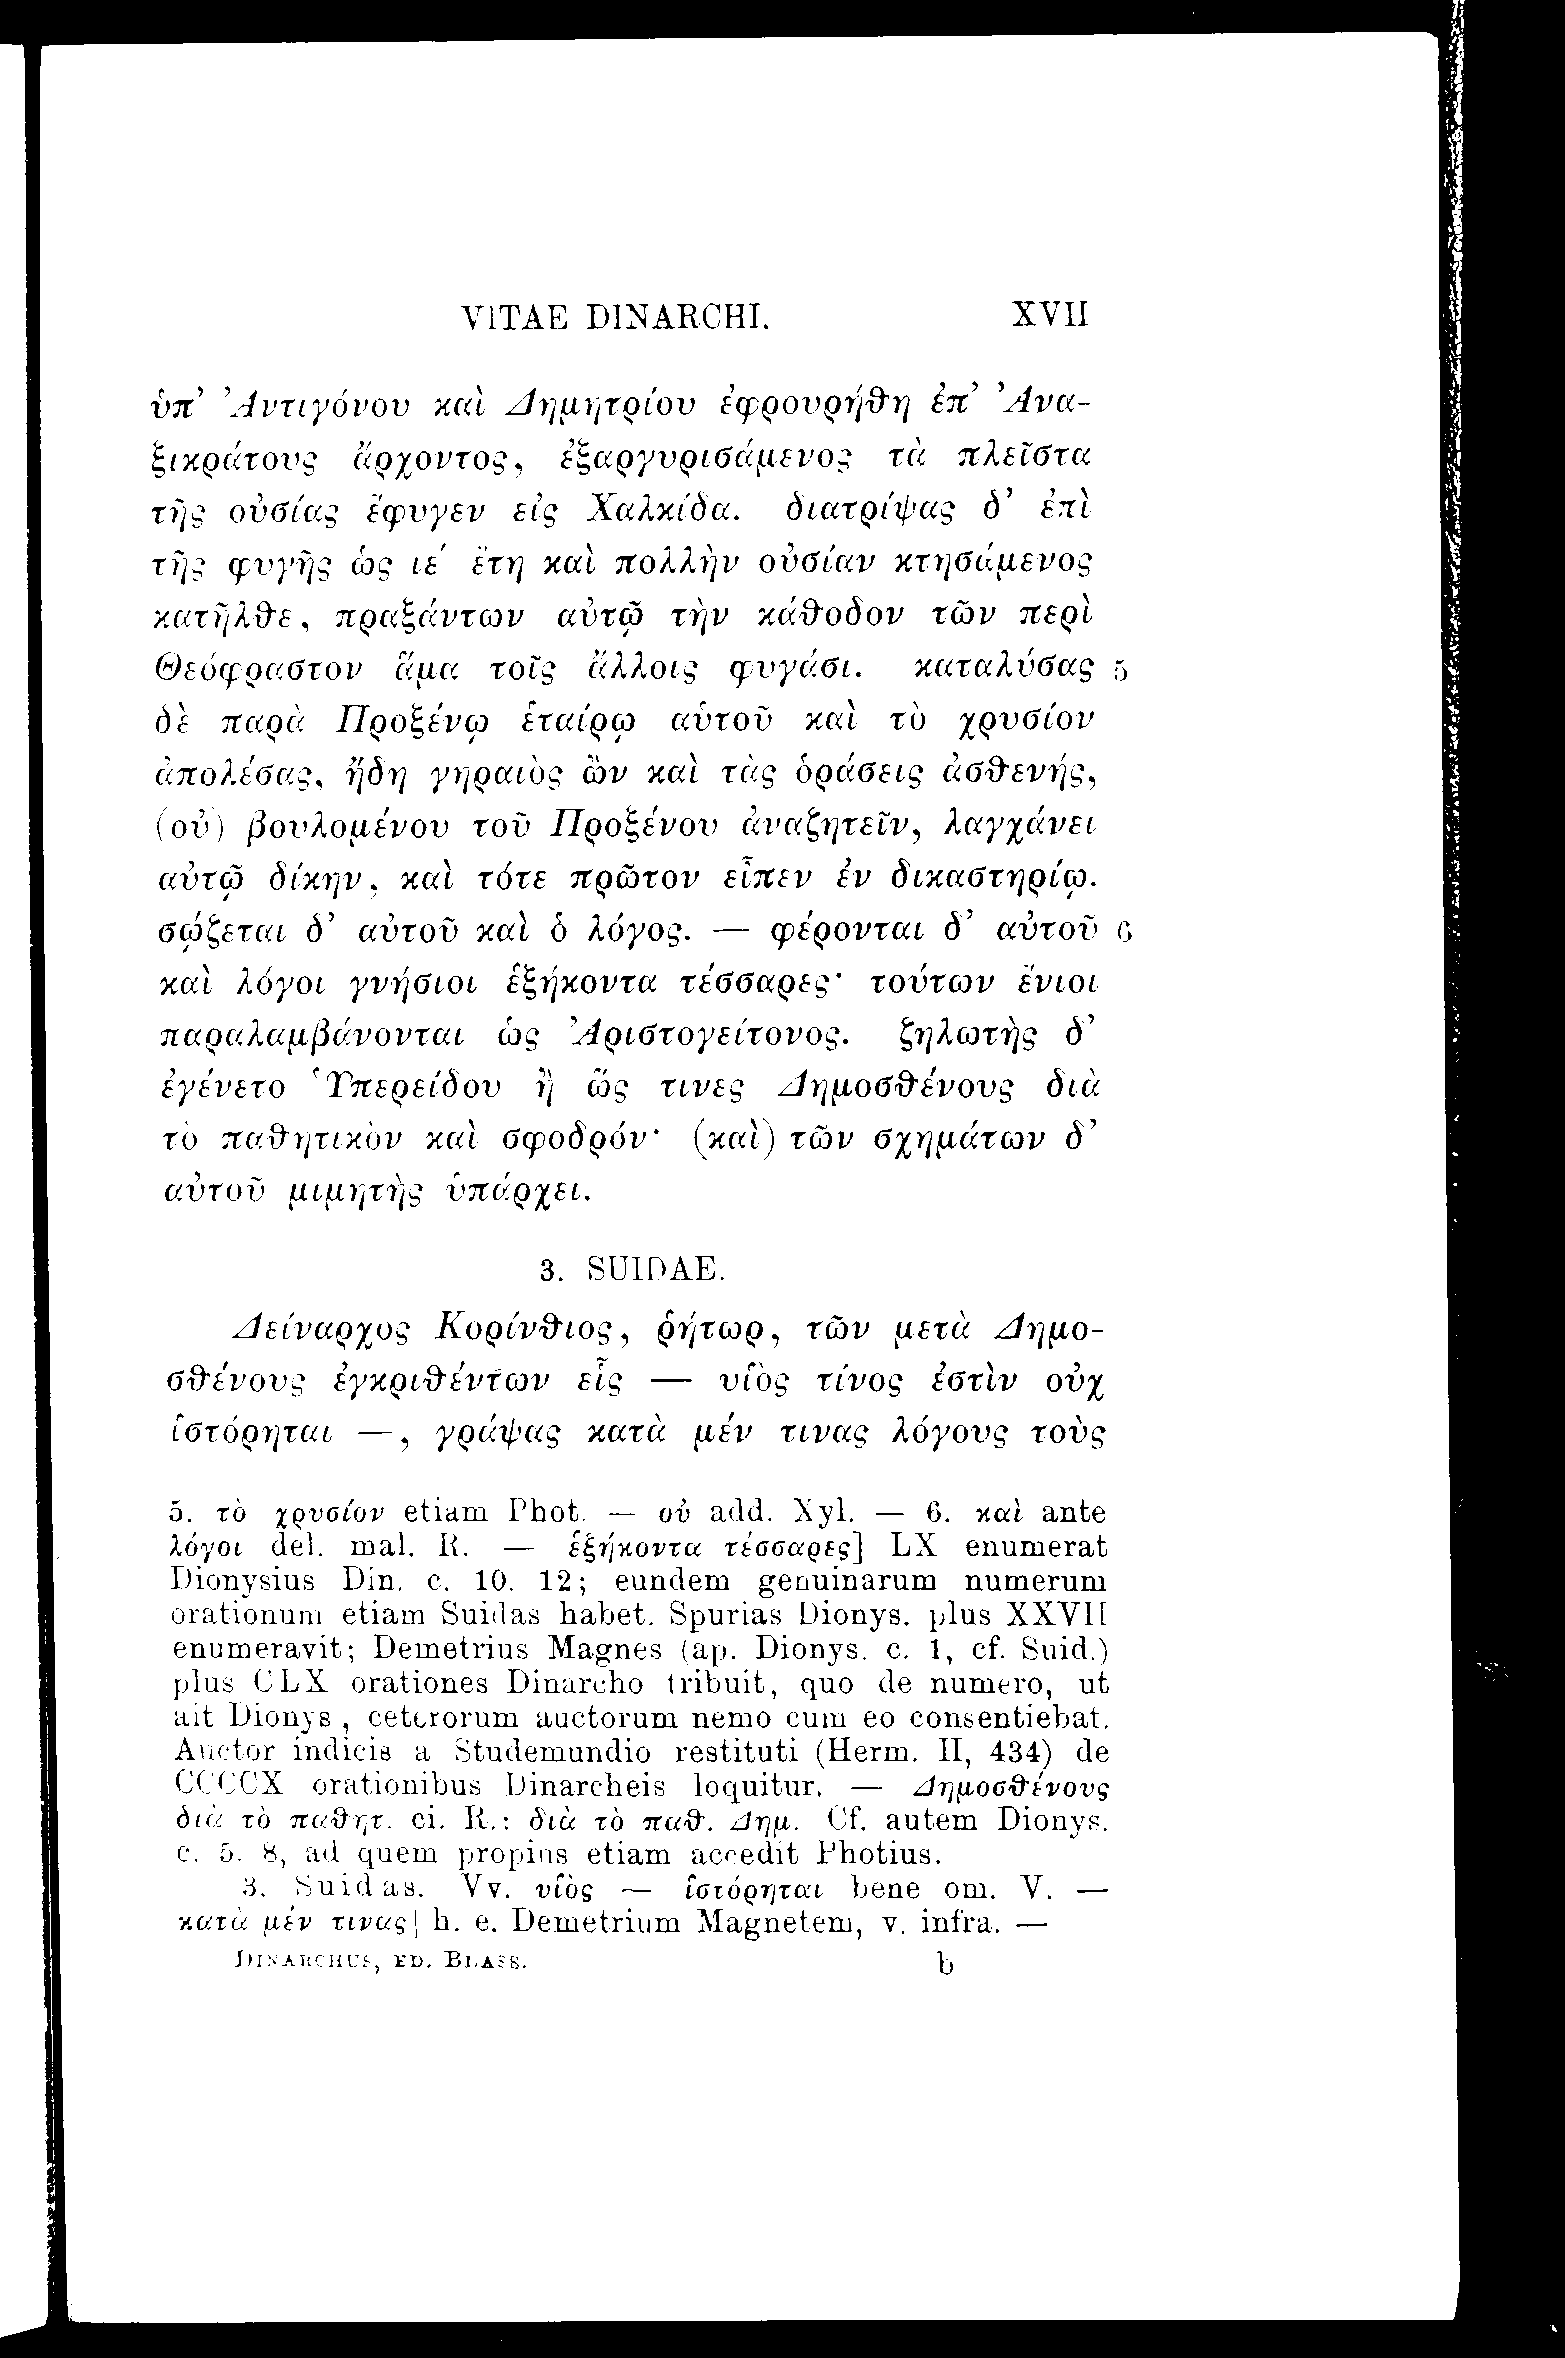 VITAE DINARCHI. XVII
ὑπ’ Ἀντιγόνου καὶ Δημητρίου ἐφρουρήθη ἐπ’ Ἀνα-
ξικράτους ἄρχοντος, ἐξαργυρισάμενος τὰ πλεῖστα
τῆς οὐσίας ἔφυγεν εἰς Χαλκίδα. διατρίψας δ’ ἐπὶ
τῆς φυγῆς ὡς ιε΄ ἔτη καὶ πολλὴν οὐσίαν κτησάμενος
κατῆλθε, πραξάντων αὐτῷ τὴν κάθοδον τῶν περὶ
Θεόφραστον ἅμα τοῖς ἄλλοις φυγάσι. καταλύσας 5
δὲ παρὰ Προξένῳ ἑταίρῳ αὑτοῦ καὶ τὸ χρυσίον
ἀπολέσας, ἤδη γηραιὸς ὢν καὶ τὰς ὁράσεις ἀσθενής,
(οὐ) βουλομένου τοῦ Προξένου ἀναζητεῖν, λαγχάνει
αὐτῷ δίκην, καὶ τότε πρῶτον εἶπεν ἐν δικαστηρίῳ.
σῴζεται δ’ αὐτοῦ καὶ ὁ λόγος. — φέρονται δ’ αὐτοῦ 6
καὶ λόγοι γνήσιοι ἑξήκοντα τέσσαρες· τούτων ἔνιοι
παραλαμβάνονται ὡς Ἀριστογείτονος. ζηλωτὴς δ’
ἐγένετο Ὑπερείδου ἢ ὥς τινες Δημοσθένους διὰ
τὸ παθητικὸν καὶ σφοδρόν· (καὶ) τῶν σχημάτων δ’
αὐτοῦ μιμητὴς ὑπάρχει.
3. SUIDAE.
Δείναρχος Κορίνθιος, ῥήτωρ, τῶν μετὰ Δημο-
σθένους ἐγκριθέντων εἷς — υἱὸς τίνος ἐστὶν οὐχ
ἱστόρηται —, γράψας κατὰ μέν τινας λόγους τοὺς
5. τὸ χρυσίον etiam Phot. — οὐ add. Xyl. — 6. καὶ ante
λόγοι del. mal. R. — ἑξήκοντα τέσσαρες] LX enumerat
Dionysius Din. c. 10. 12; eundem genuinarum numerum
orationum etiam Suidas habet. Spurias Dionys. plus XXVII
enumeravit; Demetrius Magnes (ap. Dionys. c. 1, cf. Suid.)
plus CLX orationes Dinarcho tribuit, quo de numero, ut
ait Dionys, ceterorum auctorum nemo cum eo consentiebat.
Auctor indicis a Studemundio restituti (Herm. II, 434) de
CCCCX orationibus Dinarcheis loquitur. — Δημοσθένους
διὰ τὸ παθητ. ci. R.: διὰ τὸ παθ. Δημ. Cf. autem Dionys.
c. 5. 8, ad quem propius etiam accedit Photius.
3. Suidas. Vv. υἱὸς — ἱστόρηται bene om. V. —
κατὰ μέν τινας] h. e. Demetrium Magnetem, v. infra. —
DINARCHUS, ED. BLASS. b